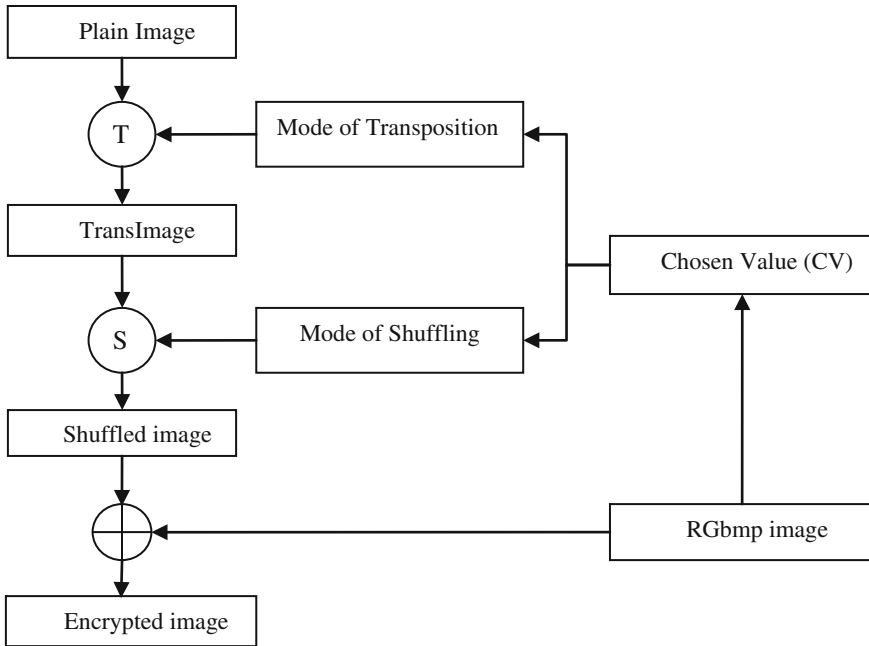 Plain Image
T
Mode of Transposition
TransImage
Chosen Value (CV)
S
Mode of Shuffling
Shuffled image
RGbmp image
Encrypted image